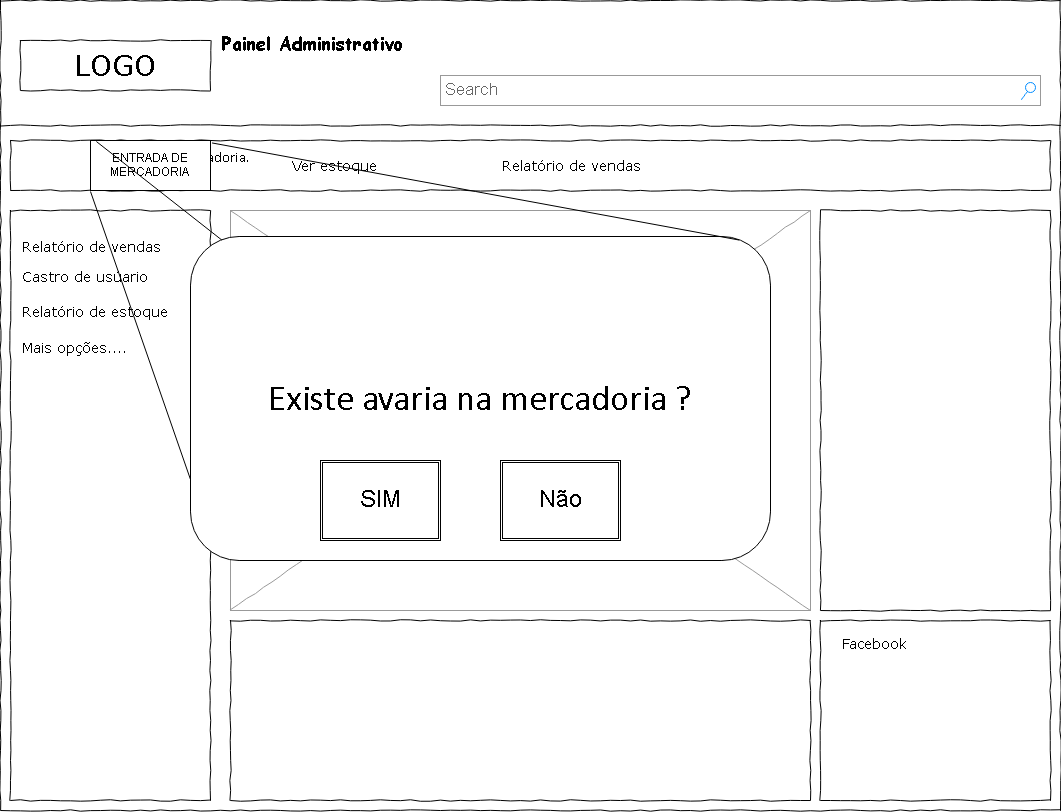 Painel Administrativo
LOGO
Search
ENTRADA DE
MERCADORIA
adoria.
Ver estoque
Relatório de vendas
Relatório de vendas
Castro de usuario
Relatório de estoque
Mais opções....
Existe avaria na mercadoria ?
SIM
Não
Facebook